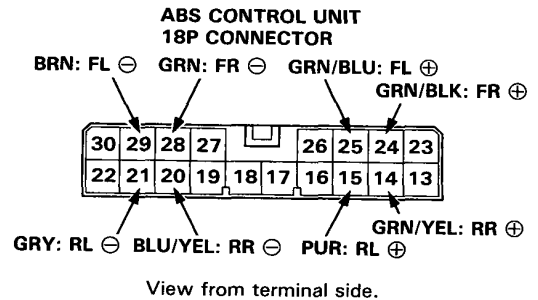 ABS CONTROL UNIT
18P CONNECTOR
BRN: FL ⊖ GRN: FR ⊖ GRN/BLU: FL ⊕
GRN/BLK: FR ⊕
30 29 28 27 26 25 24 23
22 21 20 19 18 17 16 15 14 13
GRN/YEL: RR ⊕
GRY: RL ⊖ BLU/YEL: RR ⊖ PUR: RL ⊕
View from terminal side.